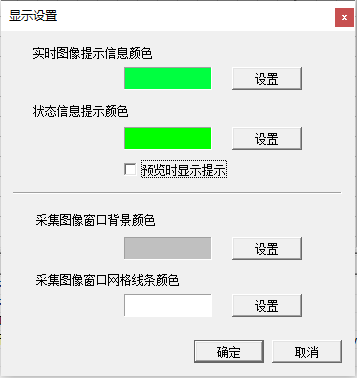 显示设置
x
实时图像提示信息颜色
设置
状态信息提示颜色
设置
预览时显示提示
采集图像窗口背景颜色
设置
采集图像窗口网格线条颜色
设置
确定 取消